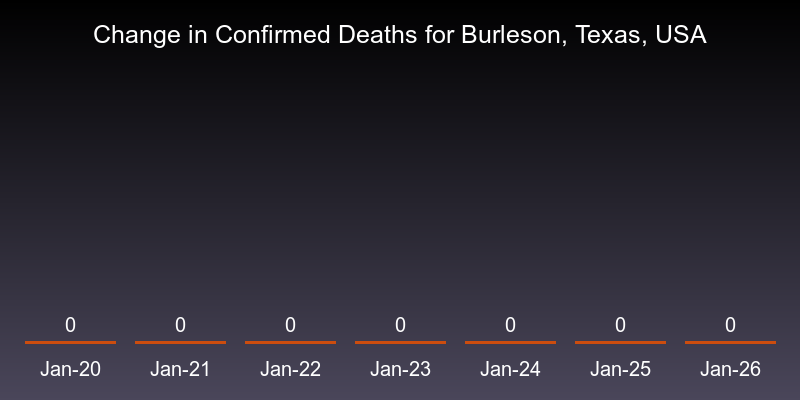 Change in Confirmed Deaths for Burleson, Texas, USA
0 0 0 0 0 0 0
Jan-20 Jan-21 Jan-22 Jan-23 Jan-24 Jan-25 Jan-26